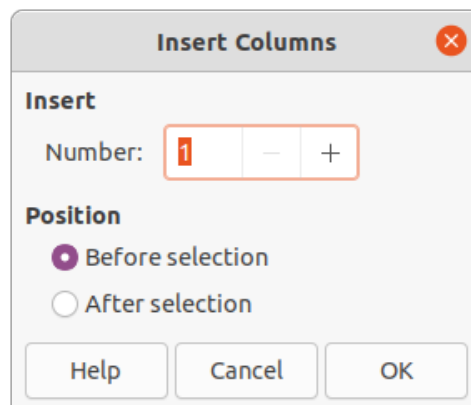 Insert Columns
Insert
Number: 1
Position
Before selection
After selection
Help Cancel OK